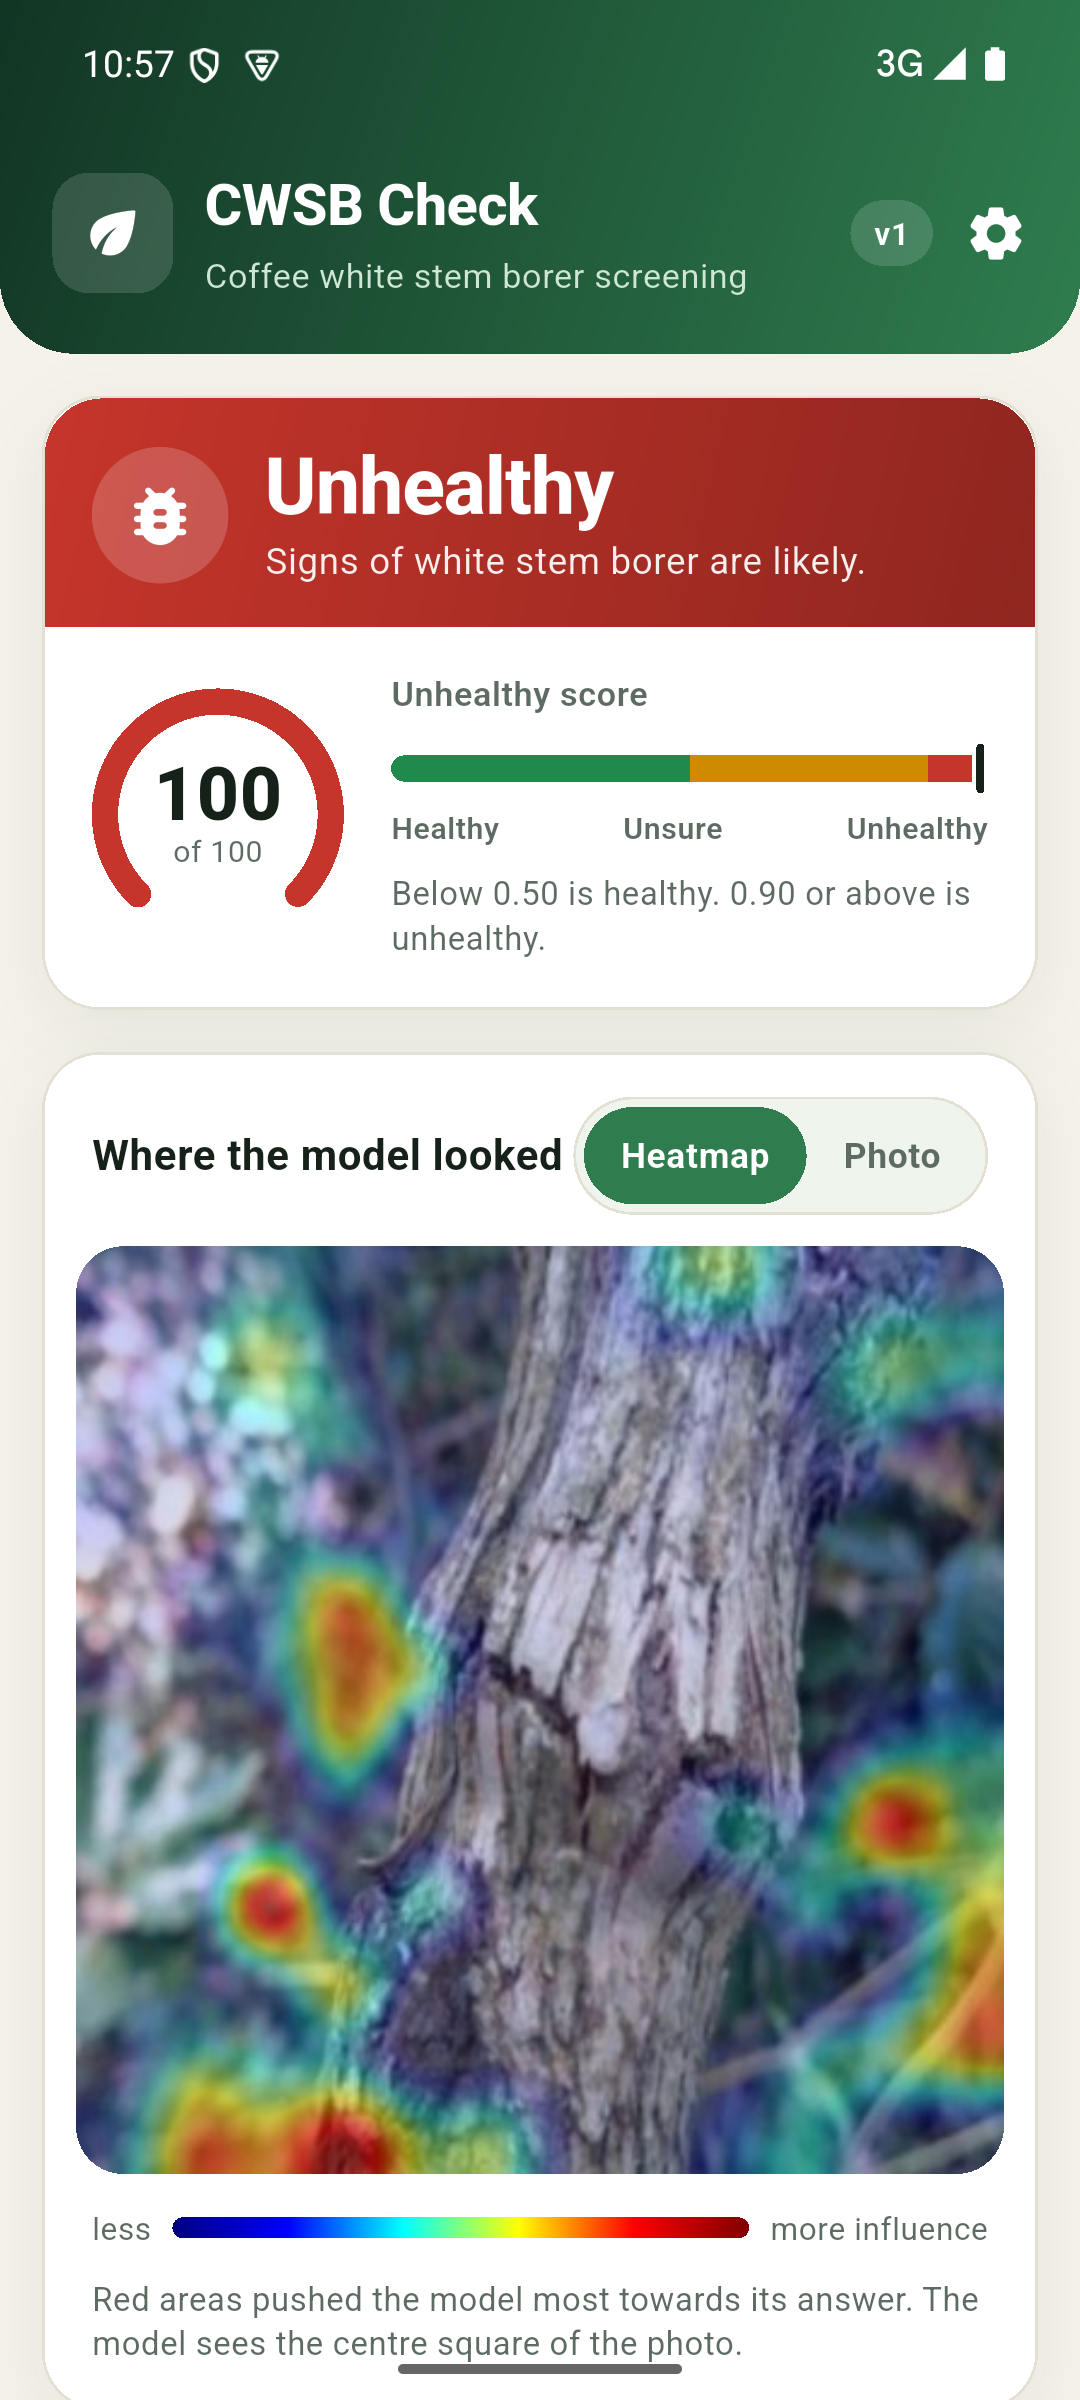 10:57
3G
CWSB Check
Coffee white stem borer screening
v1
Unhealthy
Signs of white stem borer are likely.
100
of 100
Unhealthy score
Healthy
Unsure
Unhealthy
Below 0.50 is healthy. 0.90 or above is
unhealthy.
Where the model looked
Heatmap
Photo
less
more influence
Red areas pushed the model most towards its answer. The
model sees the centre square of the photo.